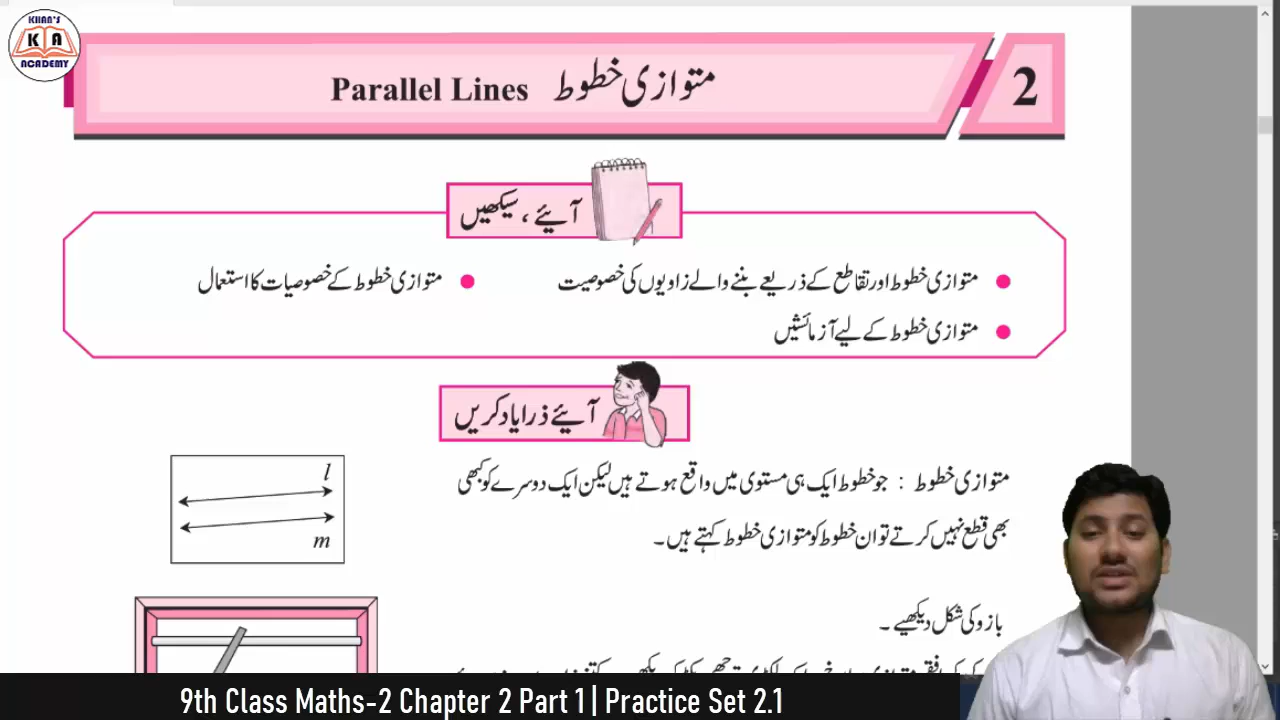 KHAN'S
K A
ACADEMY
متوازی خطوط Parallel Lines
2
آیئے ، سیکھیں
متوازی خطوط اور تقاطع کے ذریعے بننے والے زاویوں کی خصوصیت
متوازی خطوط کے خصوصیات کا استعمال
متوازی خطوط کے لیے آزمائشیں
آیئے ذرا یاد کریں
متوازی خطوط : جو خطوط ایک ہی مستوی میں واقع ہوتے ہیں لیکن ایک دوسرے کو کبھی
بھی قطع نہیں کرتے تو ان خطوط کو متوازی خطوط کہتے ہیں۔
l
m
بازو کی شکل دیکھیے۔
9th Class Maths-2 Chapter 2 Part 1| Practice Set 2.1